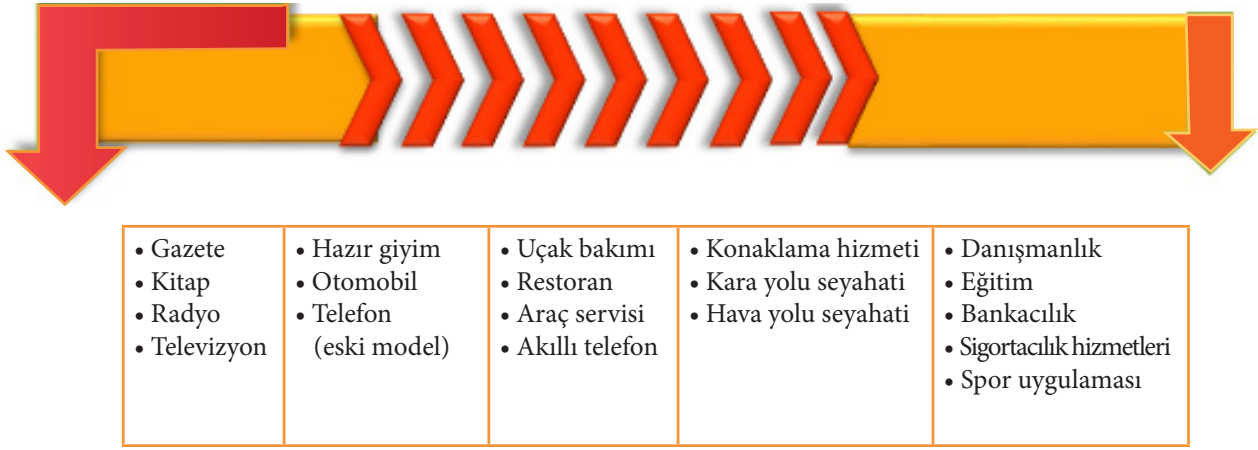 • Gazete
• Kitap
• Radyo
• Televizyon
• Hazır giyim
• Otomobil
• Telefon
(eski model)
• Uçak bakımı
• Restoran
• Araç servisi
• Akıllı telefon
• Konaklama hizmeti
• Kara yolu seyahati
• Hava yolu seyahati
• Danışmanlık
• Eğitim
• Bankacılık
• Sigortacılık hizmetleri
• Spor uygulaması